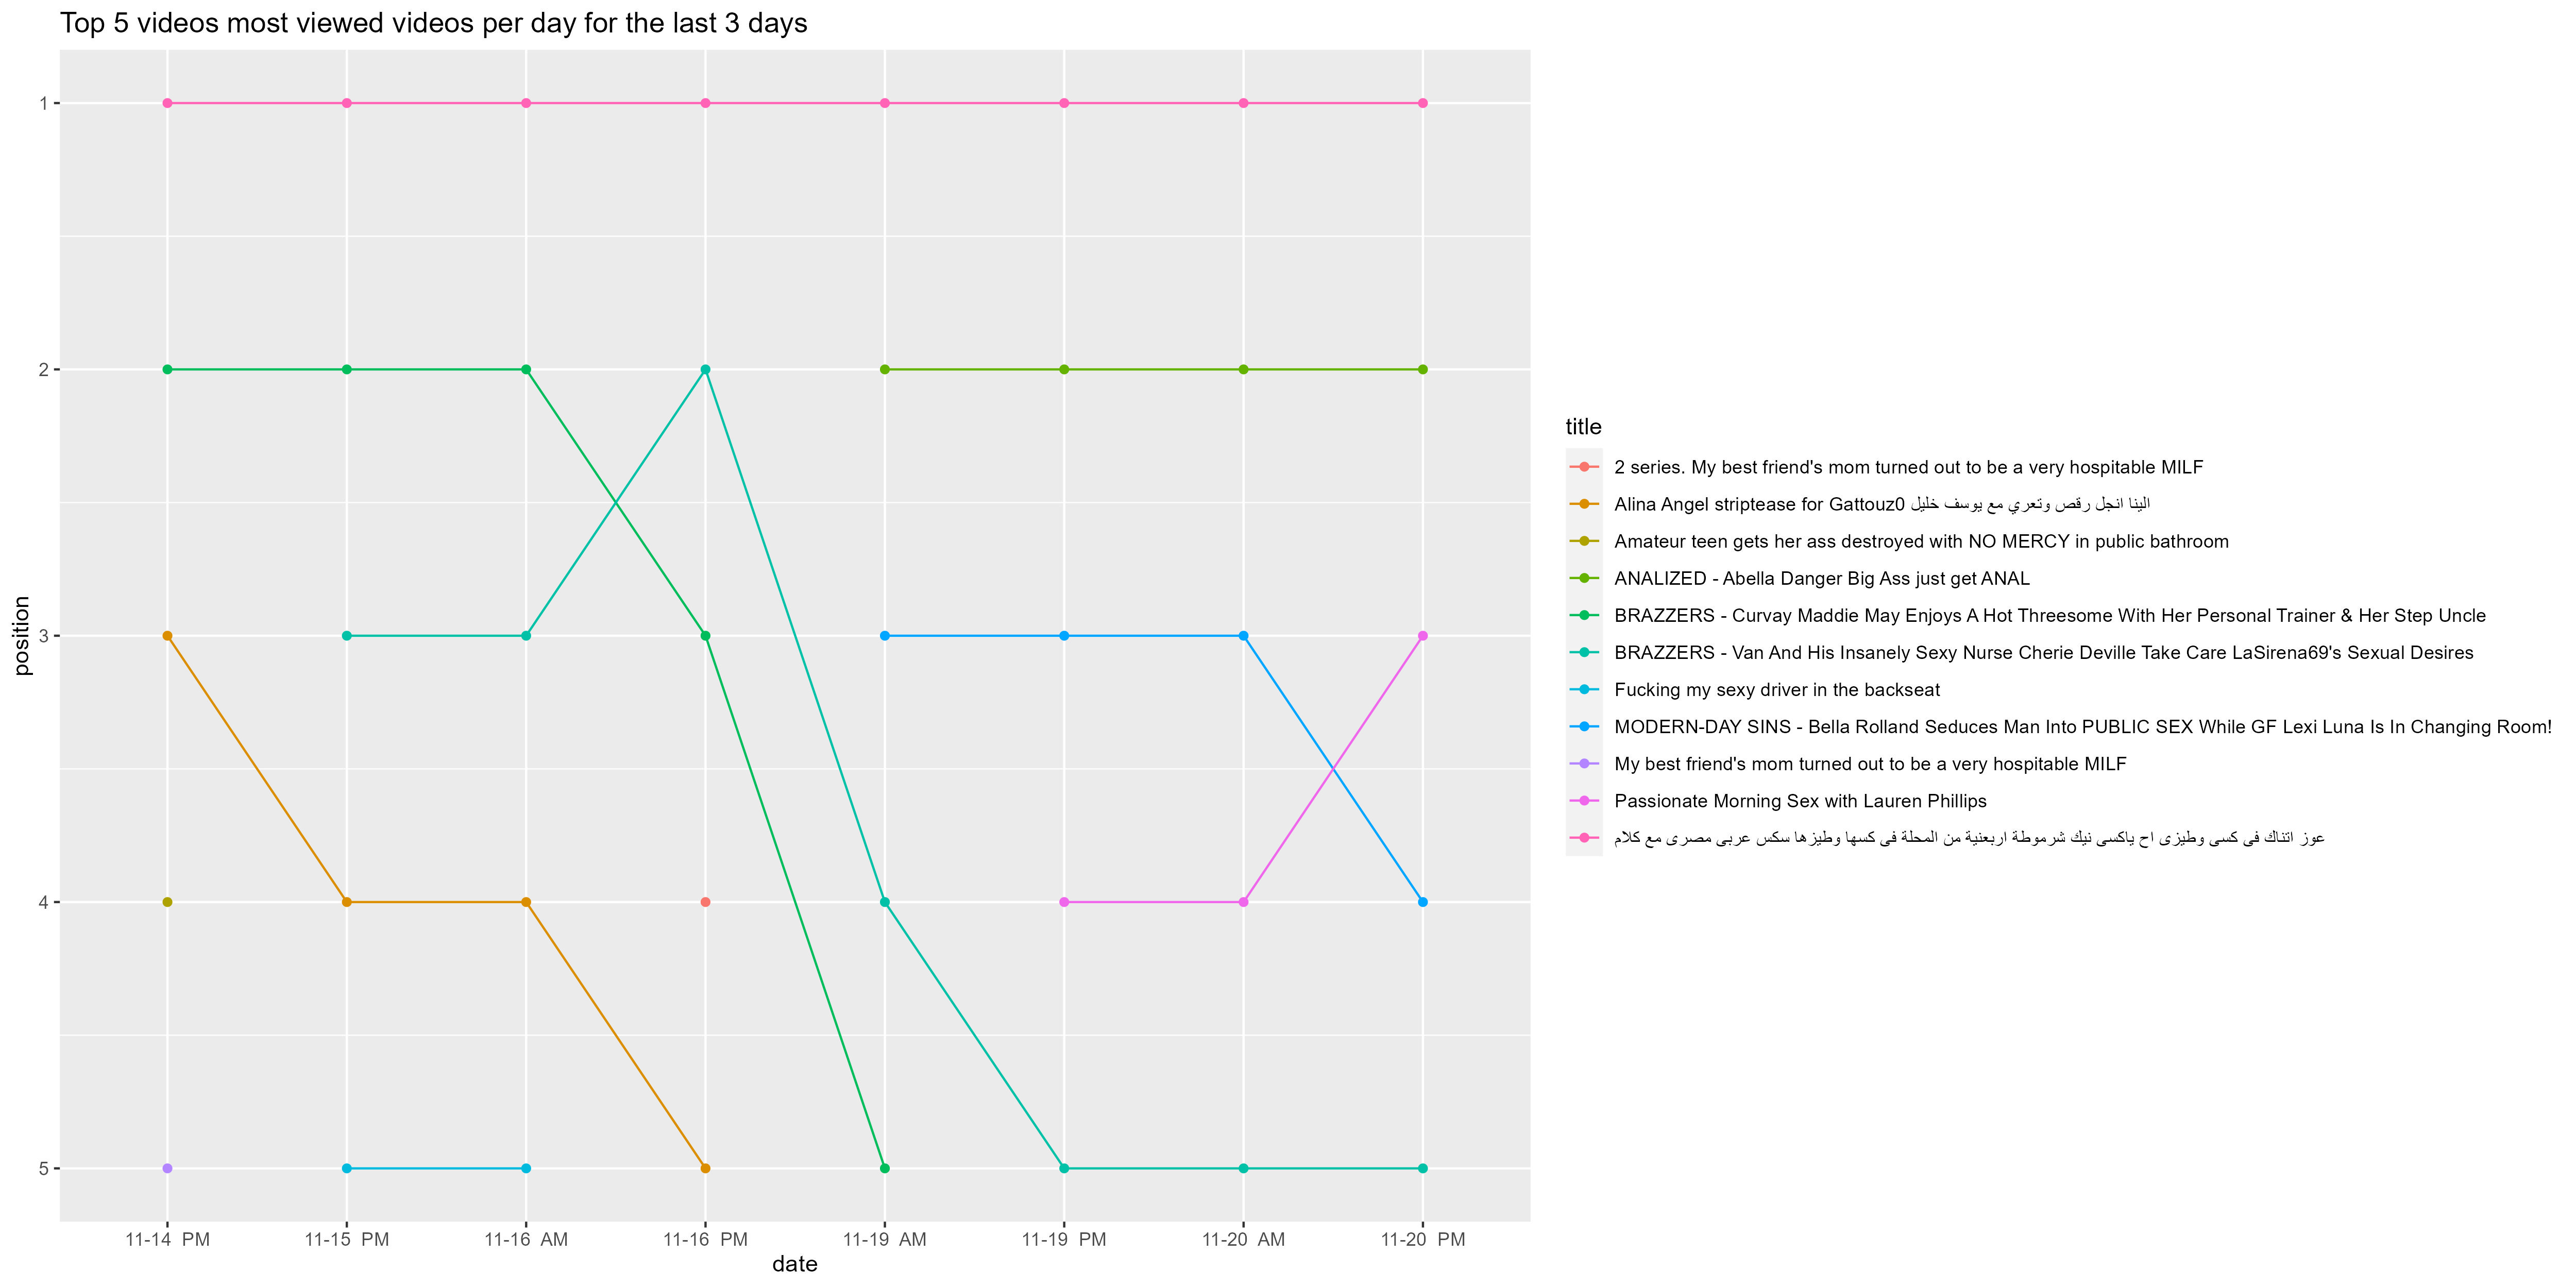 Top 5 videos most viewed videos per day for the last 3 days
1
2
3
4
5
position
11-14 PM
11-15 PM
11-16 AM
11-16 PM
11-19 AM
11-19 PM
11-20 AM
11-20 PM
date
title
2 series. My best friend's mom turned out to be a very hospitable MILF
Alina Angel striptease for Gattouz0 الينا انجل رقص وتعري مع يوسف خليل
Amateur teen gets her ass destroyed with NO MERCY in public bathroom
ANALIZED - Abella Danger Big Ass just get ANAL
BRAZZERS - Curvay Maddie May Enjoys A Hot Threesome With Her Personal Trainer & Her Step Uncle
BRAZZERS - Van And His Insanely Sexy Nurse Cherie Deville Take Care LaSirena69's Sexual Desires
Fucking my sexy driver in the backseat
MODERN-DAY SINS - Bella Rolland Seduces Man Into PUBLIC SEX While GF Lexi Luna Is In Changing Room!
My best friend's mom turned out to be a very hospitable MILF
Passionate Morning Sex with Lauren Phillips
عوز اتناك فى كسى وطيزى اح ياكسى نيك شرموطة اربعنية من المحلة فى كسها وطيزها سكس عربى مصرى مع كلام